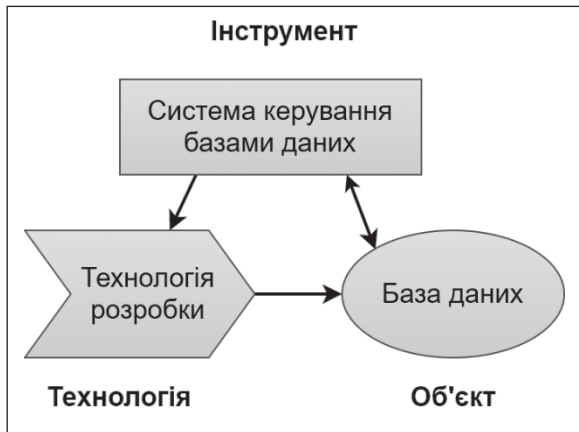 Інструмент
Система керування
базами даних
Технологія
розробки
База даних
Технологія
Об'єкт